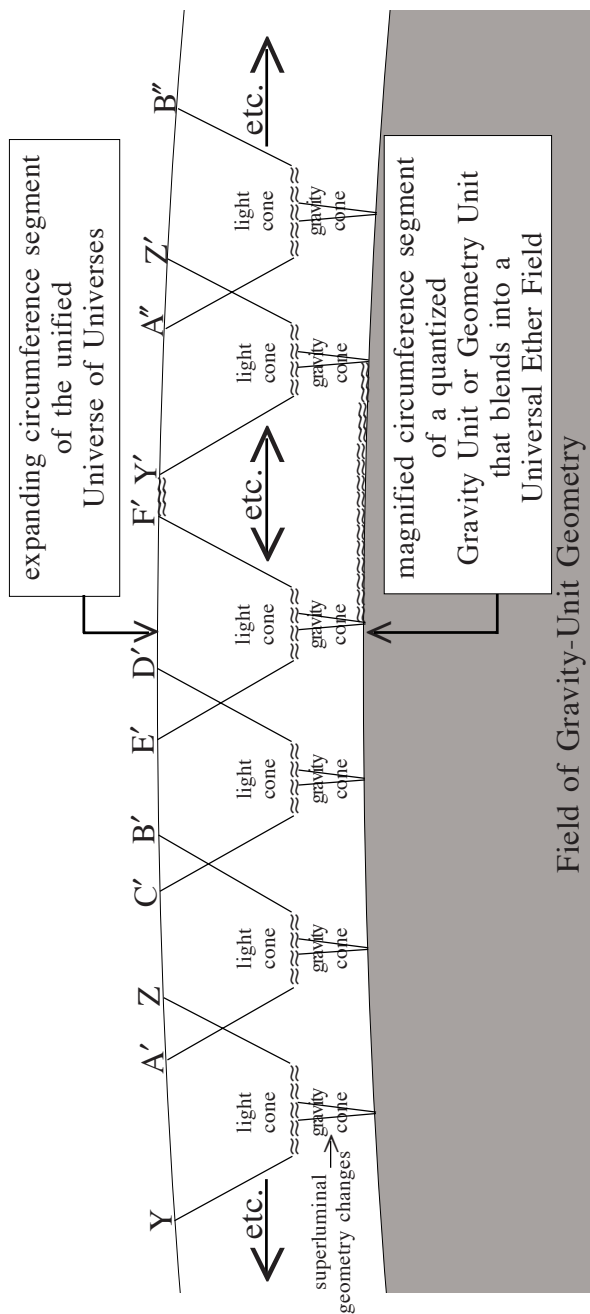 expanding circumference segment
of the unified
Universe of Universes
Y
A′
Z
C′
B′
E′
D′
F′
Y′
A″
Z′
B″
etc.
etc.
etc.
light
cone
light
cone
light
cone
light
cone
light
cone
light
cone
gravity
cone
gravity
cone
gravity
cone
gravity
cone
gravity
cone
gravity
cone
superluminal
geometry changes
magnified circumference segment
of a quantized
Gravity Unit or Geometry Unit
that blends into a
Universal Ether Field
Field of Gravity-Unit Geometry